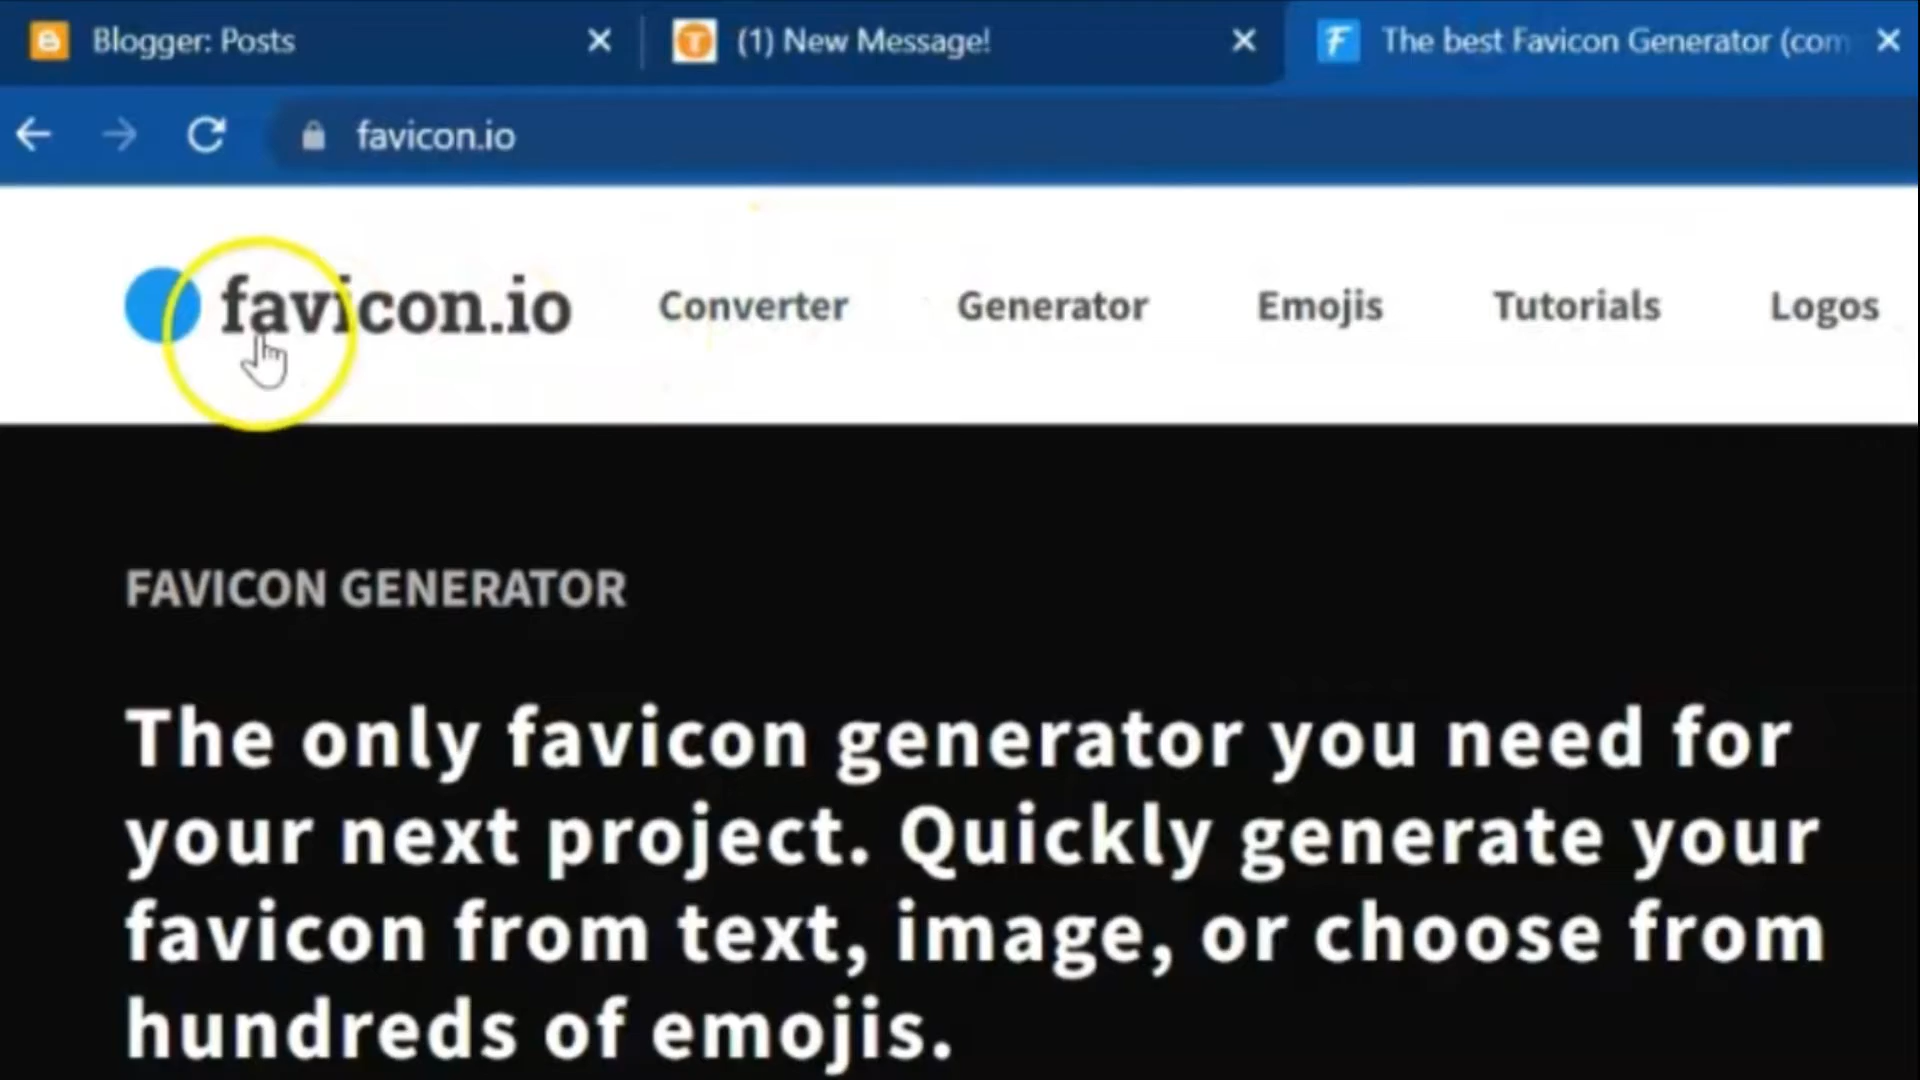 Blogger: Posts
(1) New Message!
The best Favicon Generator (com
favicon.io
favicon.io
Converter
Generator
Emojis
Tutorials
Logos
FAVICON GENERATOR
The only favicon generator you need for
your next project. Quickly generate your
favicon from text, image, or choose from
hundreds of emojis.